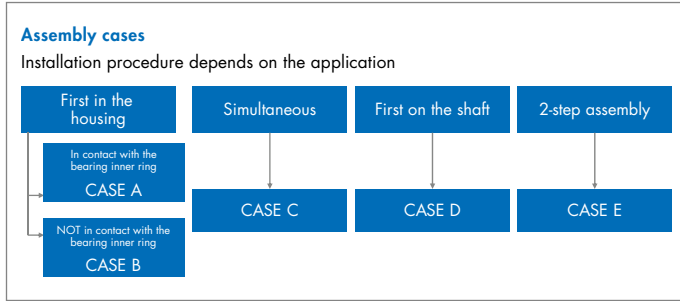 Assembly cases
Installation procedure depends on the application
First in the
housing
Simultaneous
First on the shaft
2-step assembly
In contact with the
bearing inner ring
CASE A
NOT in contact with the
bearing inner ring
CASE B
CASE C
CASE D
CASE E